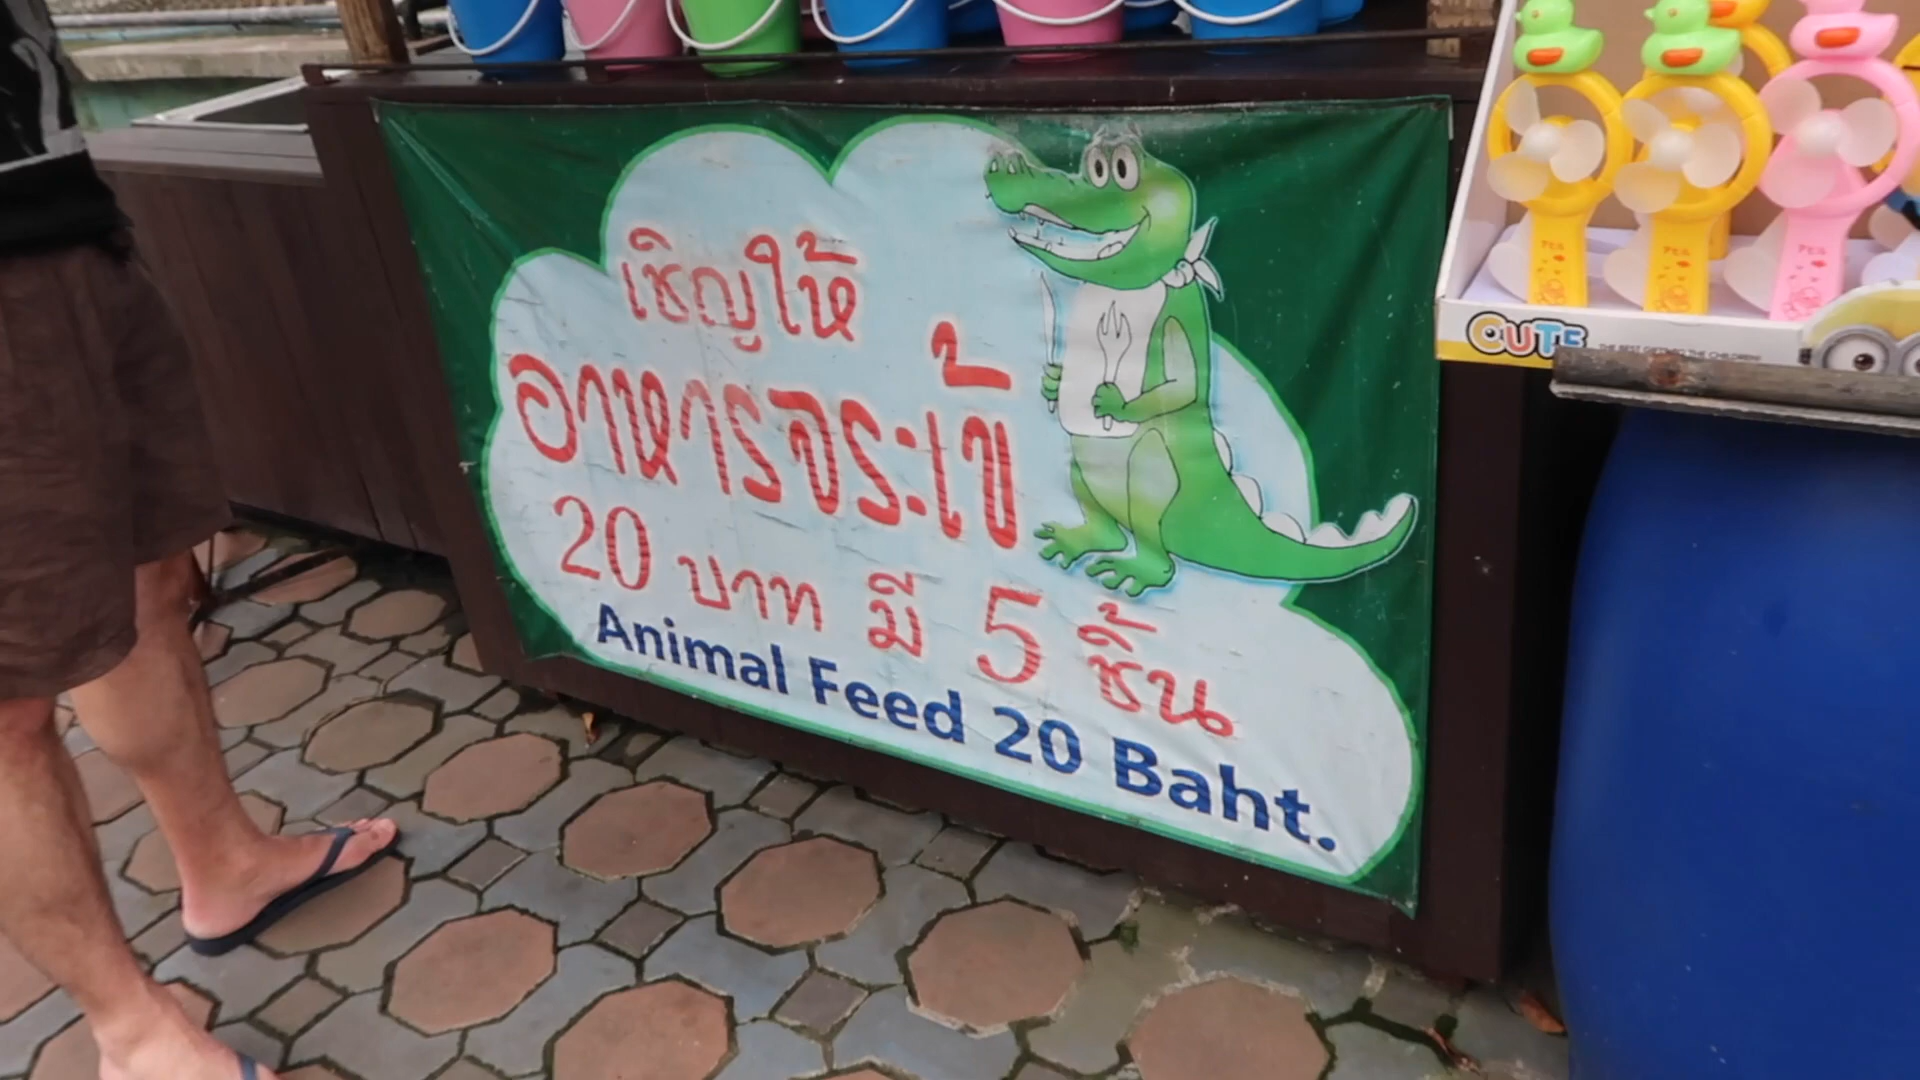 เชิญให้
อาหารจระเข้
20 บาท มี 5 ชิ้น
Animal Feed 20 Baht.
CUTE